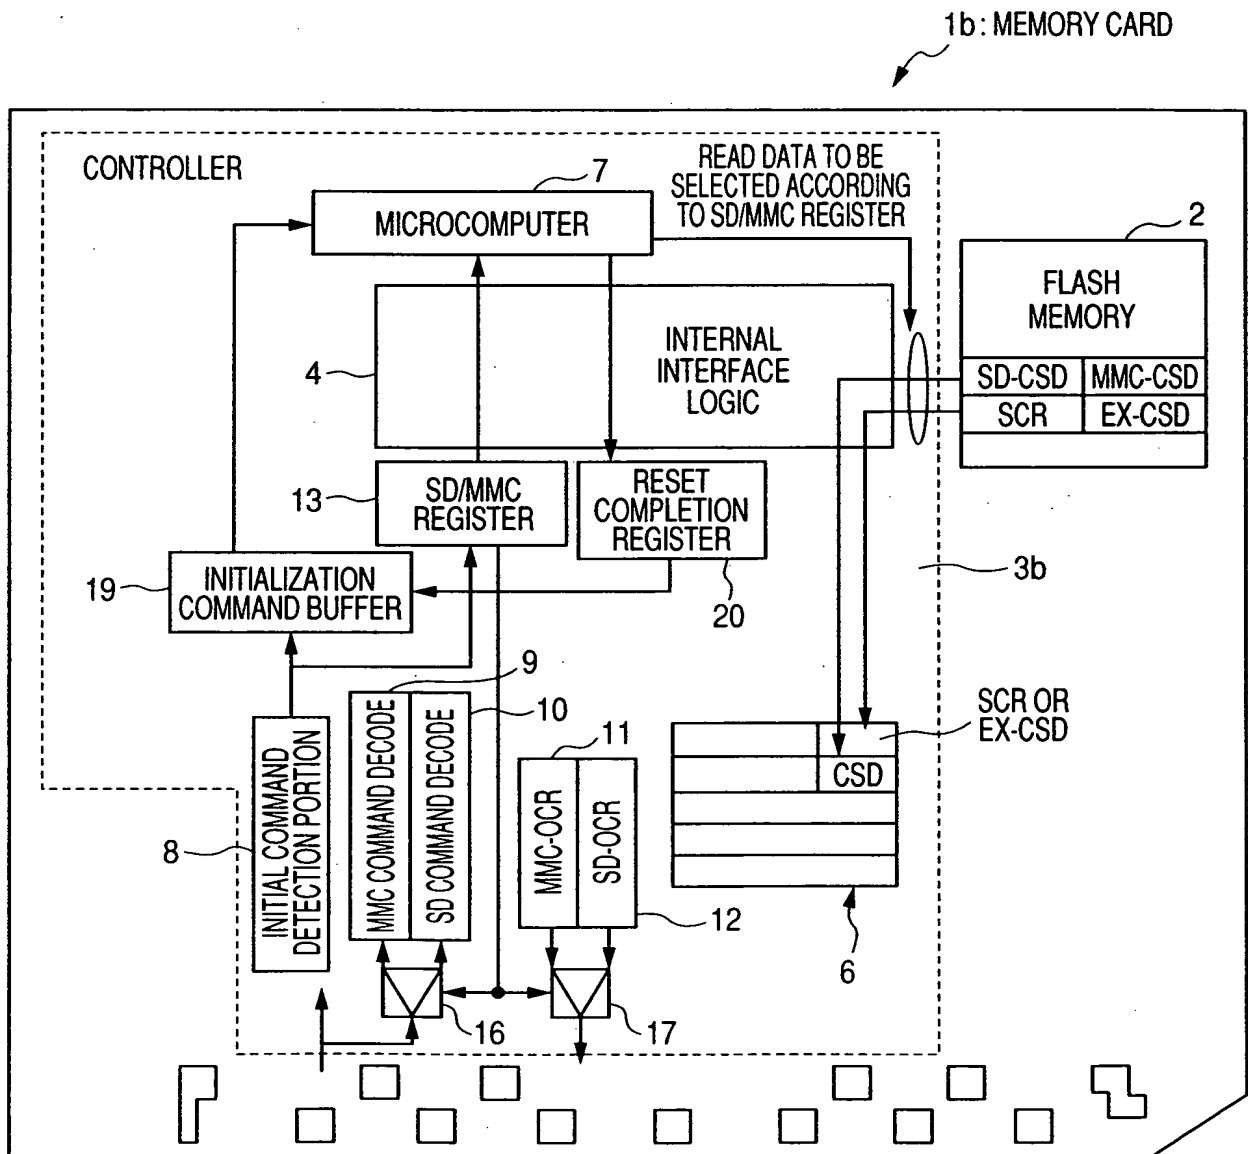 1b: MEMORY CARD
CONTROLLER
7
MICROCOMPUTER
READ DATA TO BE
SELECTED ACCORDING
TO SD/MMC REGISTER
2
FLASH
MEMORY
SD-CSD
MMC-CSD
SCR
EX-CSD
4
INTERNAL
INTERFACE
LOGIC
13
SD/MMC
REGISTER
RESET
COMPLETION
REGISTER
20
3b
19
INITIALIZATION
COMMAND BUFFER
9
10
11
SCR OR
EX-CSD
CSD
8
INITIAL COMMAND
DETECTION PORTION
MMC COMMAND DECODE
SD COMMAND DECODE
MMC-OCR
SD-OCR
12
6
16
17